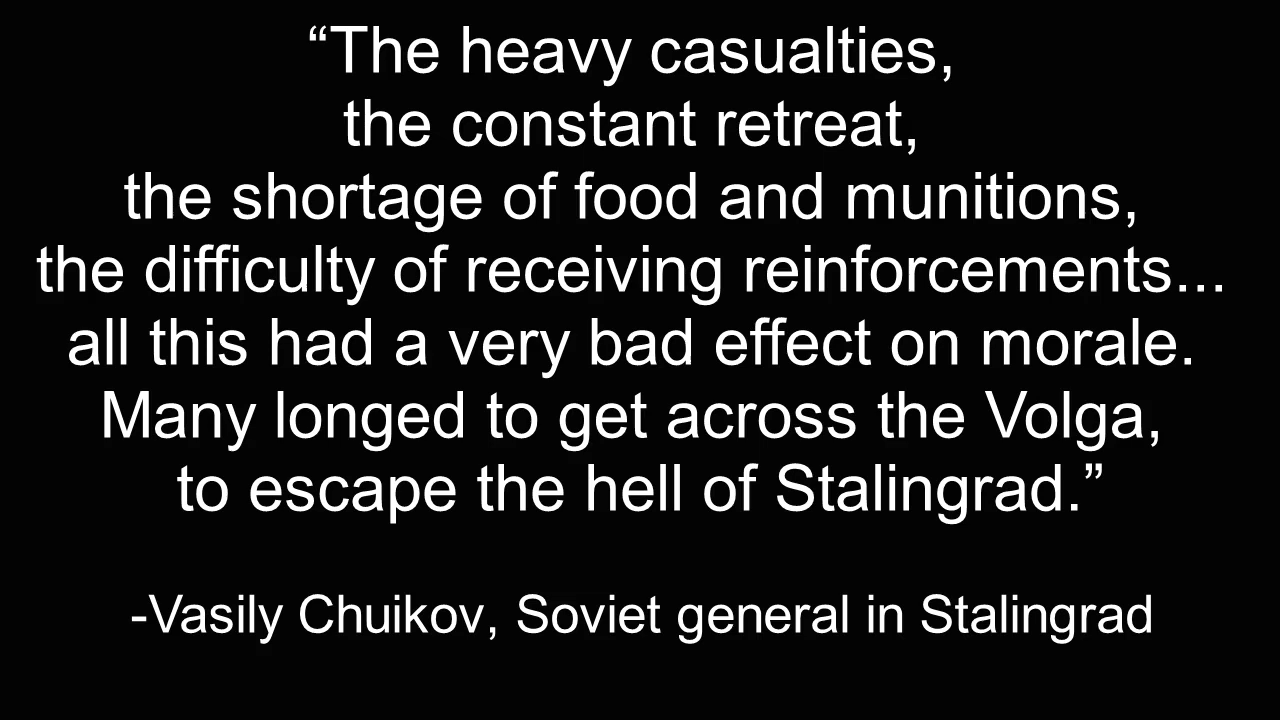 “The heavy casualties,
the constant retreat,
the shortage of food and munitions,
the difficulty of receiving reinforcements...
all this had a very bad effect on morale.
Many longed to get across the Volga,
to escape the hell of Stalingrad.”
-Vasily Chuikov, Soviet general in Stalingrad